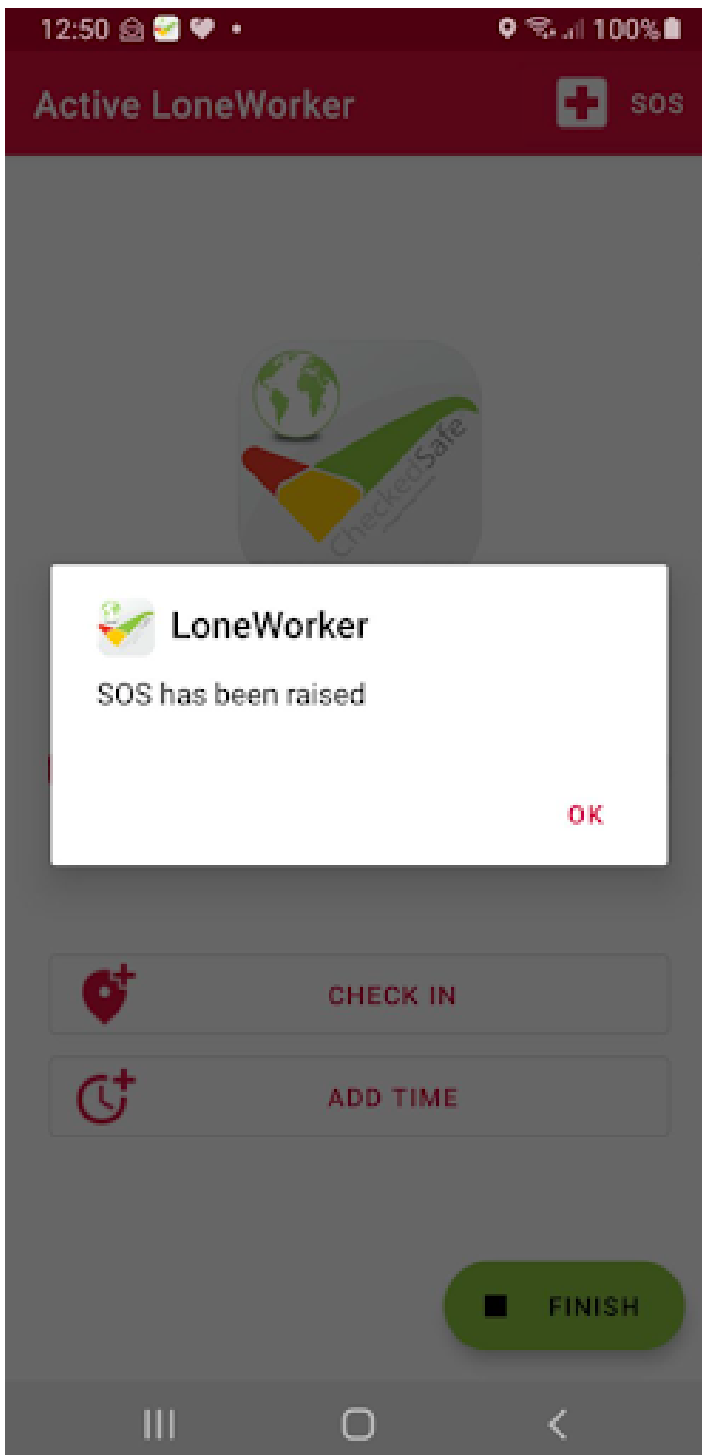 12:50
100%
Active LoneWorker
SOS
CheckedSafe
LoneWorker
SOS has been raised
OK
CHECK IN
ADD TIME
FINISH